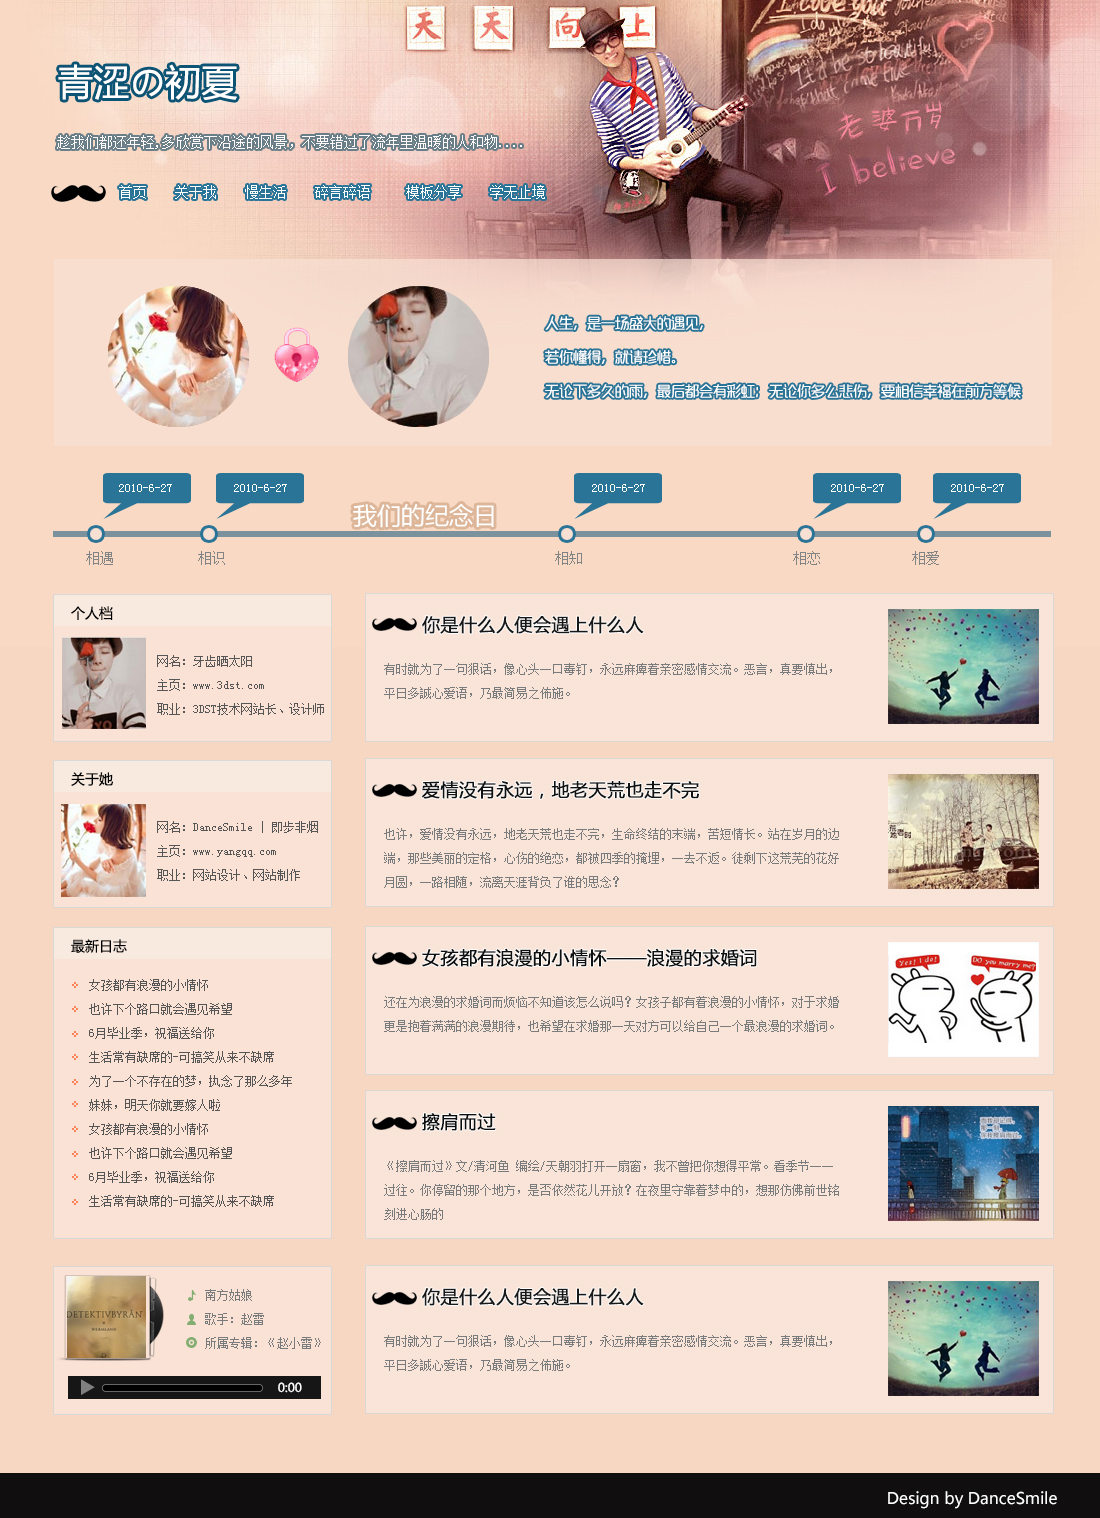 天天向上
I love you
老婆万岁
I believe
青涩の初夏
趁我们都还年轻,多欣赏下沿途的风景，不要错过了流年里温暖的人和物....
首页 关于我 慢生活 碎言碎语 模板分享 学无止境
人生，是一场盛大的遇见，
若你懂得，就请珍惜。
无论下多久的雨，最后都会有彩虹；无论你多么悲伤，要相信幸福在前方等候
2010-6-27 2010-6-27 2010-6-27 2010-6-27 2010-6-27
我们的纪念日
相遇 相识 相知 相恋 相爱
个人档
网名：牙齿晒太阳
主页：www.3dst.com
职业：3DST技术网站长、设计师
关于她
网名：DanceSmile | 即步非烟
主页：www.yangqq.com
职业：网站设计、网站制作
最新日志
女孩都有浪漫的小情怀
也许下个路口就会遇见希望
6月毕业季，祝福送给你
生活常有缺席的-可搞笑从来不缺席
为了一个不存在的梦，执念了那么多年
妹妹，明天你就要嫁人啦
女孩都有浪漫的小情怀
也许下个路口就会遇见希望
6月毕业季，祝福送给你
生活常有缺席的-可搞笑从来不缺席
DETEKTIVBYRÅN
南方姑娘
歌手：赵雷
所属专辑：《赵小雷》
0:00
你是什么人便会遇上什么人
有时就为了一句狠话，像心头一口毒钉，永远麻痺着亲密感情交流。恶言，真要慎出，
平日多誠心爱语，乃最简易之佈施。
爱情没有永远，地老天荒也走不完
也许，爱情没有永远，地老天荒也走不完，生命终结的末端，苦短情长。站在岁月的边
端，那些美丽的定格，心伤的绝恋，都被四季的掩埋，一去不返。徒剩下这荒芜的花好
月圆，一路相随，流离天涯背负了谁的思念？
女孩都有浪漫的小情怀——浪漫的求婚词
还在为浪漫的求婚词而烦恼不知道该怎么说吗？女孩子都有着浪漫的小情怀，对于求婚
更是抱着满满的浪漫期待，也希望在求婚那一天对方可以给自己一个最浪漫的求婚词。
Yes! I do!
DO you marry me?
擦肩而过
《擦肩而过》文/清河鱼 编绘/天朝羽打开一扇窗，我不曾把你想得平常。看季节一一
过往。你停留的那个地方，是否依然花儿开放？在夜里守靠着梦中的，想那仿佛前世铭
刻进心肠的
你是什么人便会遇上什么人
有时就为了一句狠话，像心头一口毒钉，永远麻痺着亲密感情交流。恶言，真要慎出，
平日多誠心爱语，乃最简易之佈施。
Design by DanceSmile